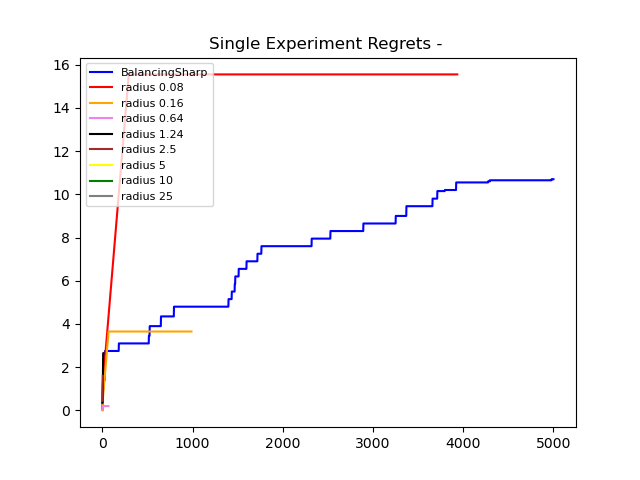 Single Experiment Regrets -
16
14
12
10
8
6
4
2
0
BalancingSharp
radius 0.08
radius 0.16
radius 0.64
radius 1.24
radius 2.5
radius 5
radius 10
radius 25
0 1000 2000 3000 4000 5000